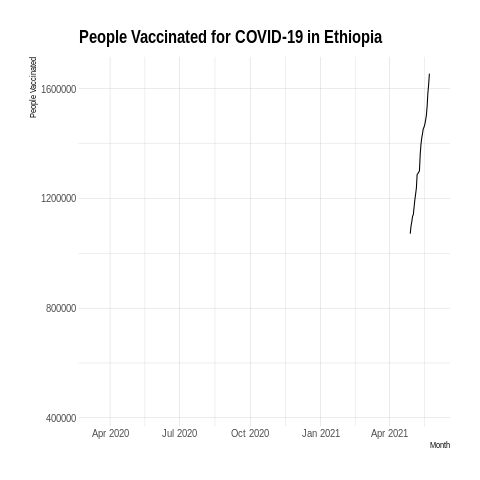 People Vaccinated for COVID-19 in Ethiopia
People Vaccinated
1600000
1200000
800000
400000
Apr 2020 Jul 2020 Oct 2020 Jan 2021 Apr 2021
Month